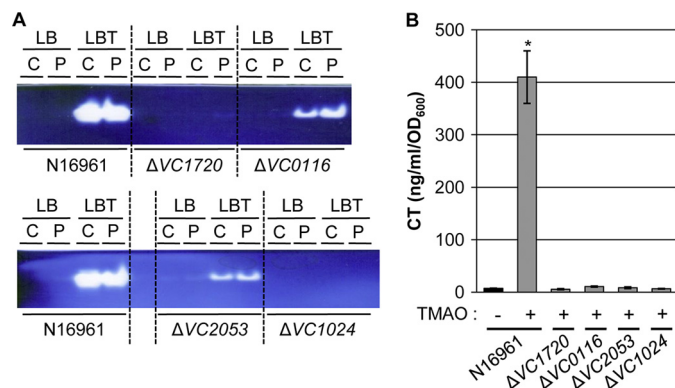 A
LB LBT LB LBT LB LBT
C P C P C P C P C P C P
N16961 ΔVC1720 ΔVC0116
LB LBT LB LBT LB LBT
C P C P C P C P C P C P
N16961 ΔVC2053 ΔVC1024
B
CT (ng/ml/OD600)
500
400
300
200
100
0
*
TMAO : - + + + + +
N16961 ΔVC1720 ΔVC0116 ΔVC2053 ΔVC1024